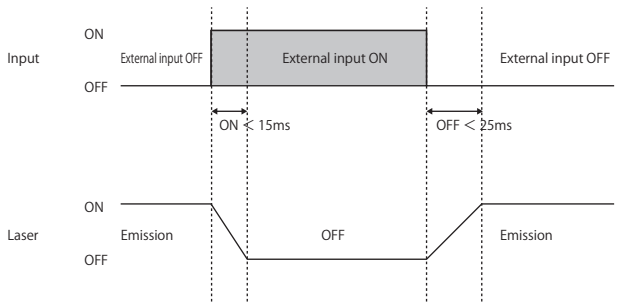 ON
Input
External input OFF
External input ON
External input OFF
OFF
ON < 15ms
OFF < 25ms
ON
Laser
Emission
OFF
Emission
OFF